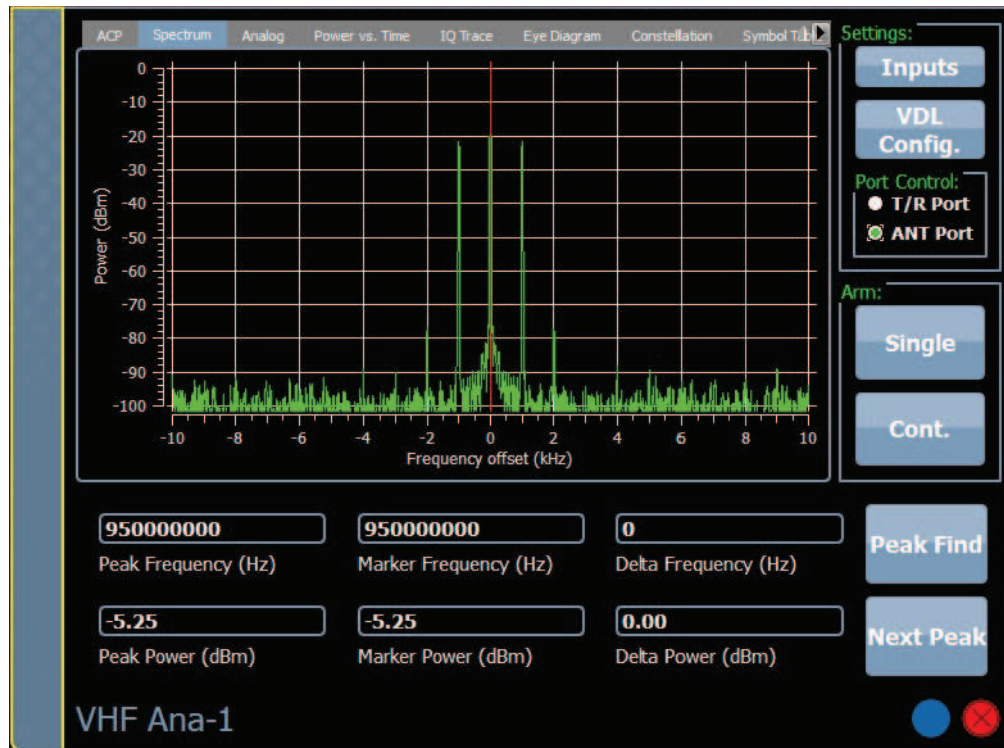 ACP Spectrum Analog Power vs. Time IQ Trace Eye Diagram Constellation Symbol Table
Settings:
Inputs
VDL
Config.
Port Control:
T/R Port
ANT Port
Arm:
Single
Cont.
Power (dBm)
0
-10
-20
-30
-40
-50
-60
-70
-80
-90
-100
-10 -8 -6 -4 -2 0 2 4 6 8 10
Frequency offset (kHz)
950000000 950000000 0
Peak Frequency (Hz) Marker Frequency (Hz) Delta Frequency (Hz)
Peak Find
-5.25 -5.25 0.00
Peak Power (dBm) Marker Power (dBm) Delta Power (dBm)
Next Peak
VHF Ana-1